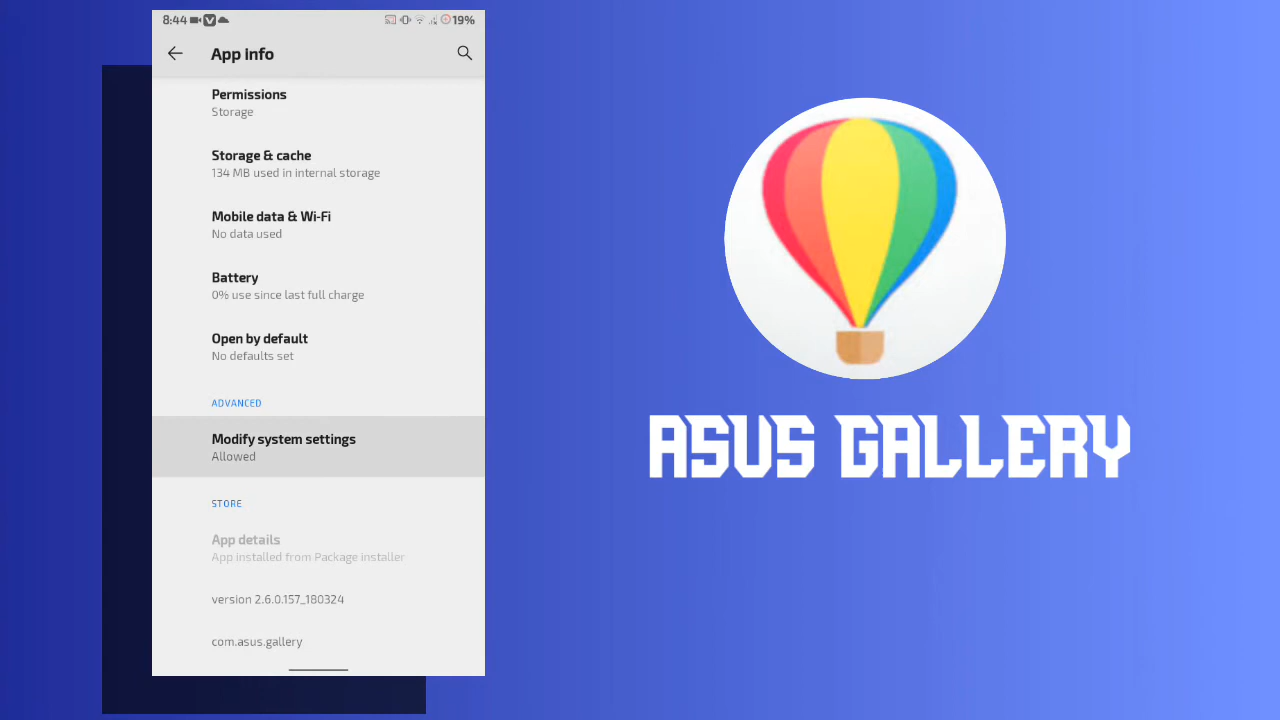 8:44
19%
App info
Permissions
Storage
Storage & cache
134 MB used in internal storage
Mobile data & Wi-Fi
No data used
Battery
0% use since last full charge
Open by default
No defaults set
ADVANCED
Modify system settings
Allowed
STORE
App details
App installed from Package installer
version 2.6.0.157_180324
com.asus.gallery
ASUS GALLERY